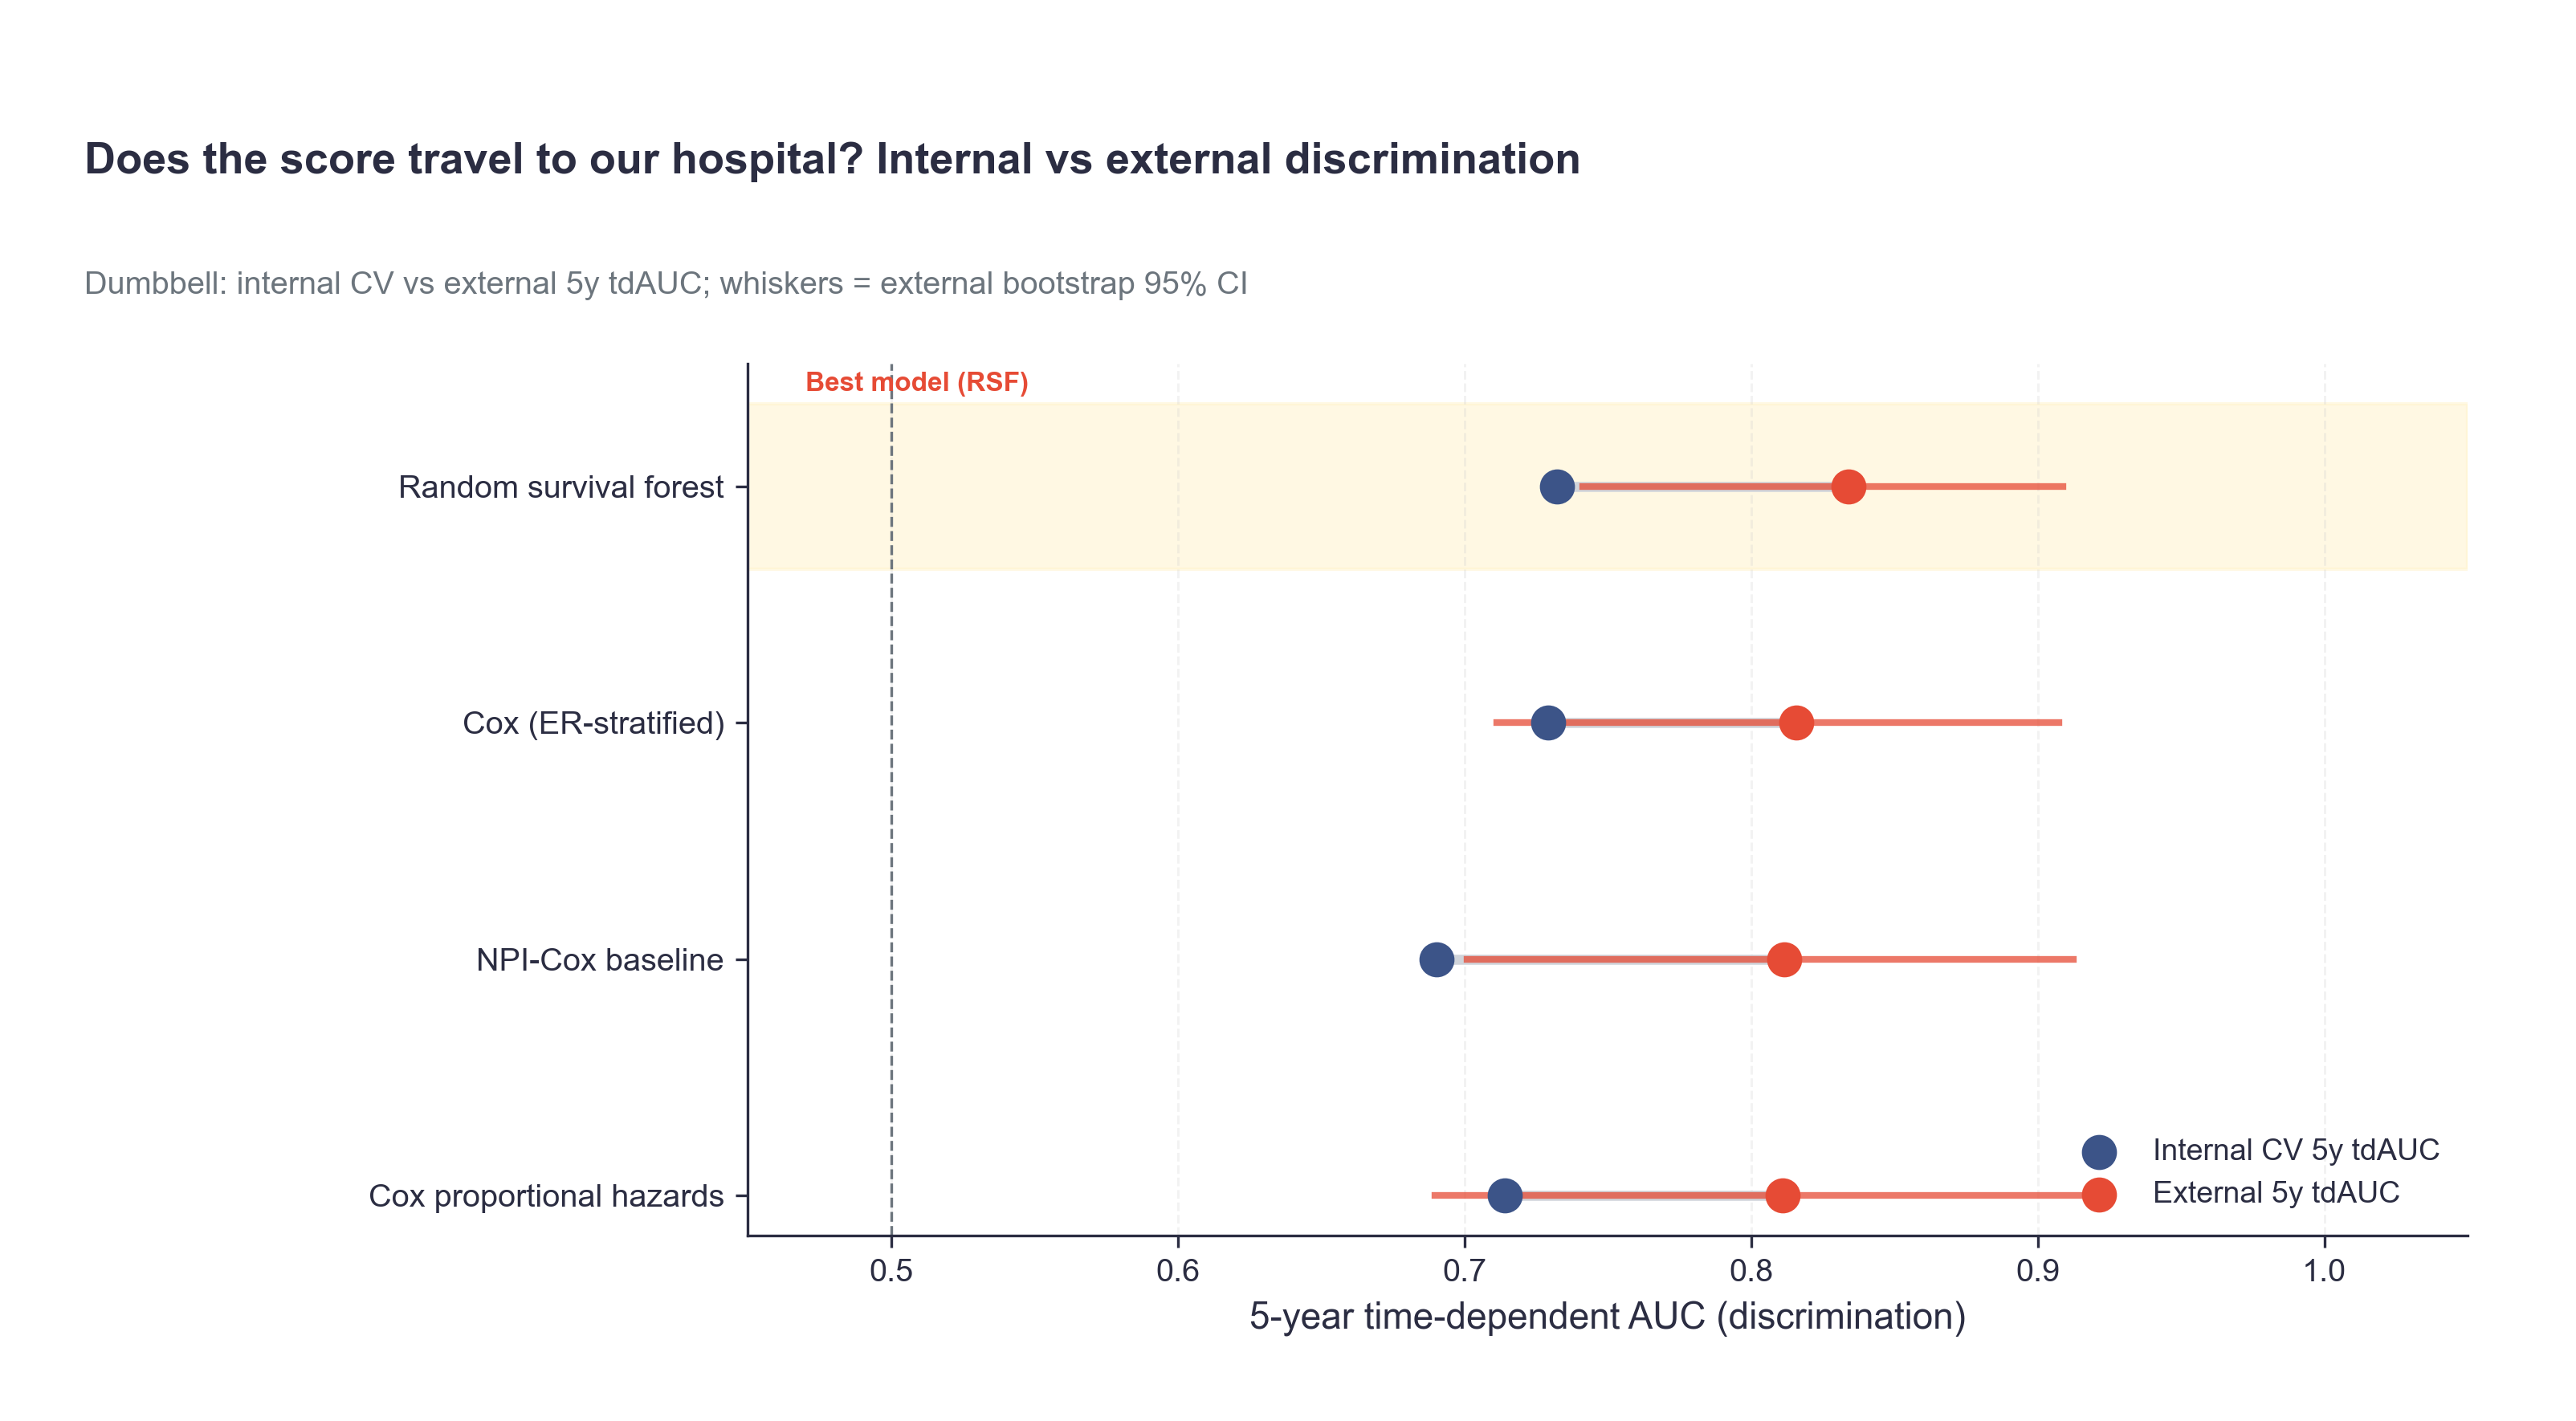 Does the score travel to our hospital? Internal vs external discrimination
Dumbbell: internal CV vs external 5y tdAUC; whiskers = external bootstrap 95% CI
Best model (RSF)
Random survival forest
Cox (ER-stratified)
NPI-Cox baseline
Cox proportional hazards
Internal CV 5y tdAUC
External 5y tdAUC
0.5 0.6 0.7 0.8 0.9 1.0
5-year time-dependent AUC (discrimination)